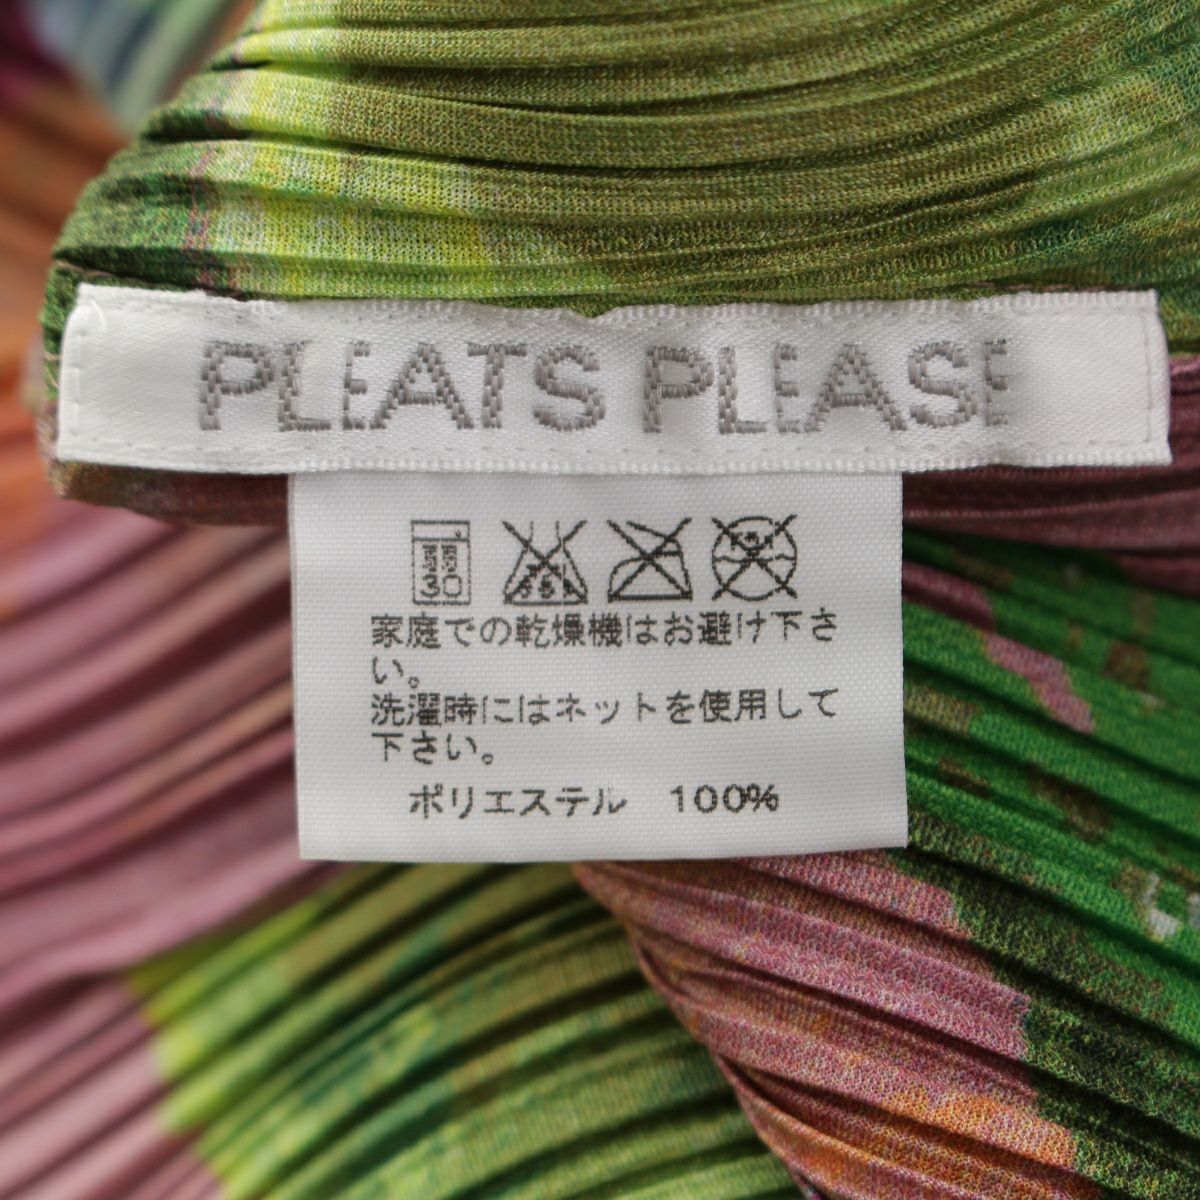 PLEATS PLEASE
30
家庭での乾燥機はお避け下さ
い。
洗濯時にはネットを使用して
下さい。
ポリエステル 100%